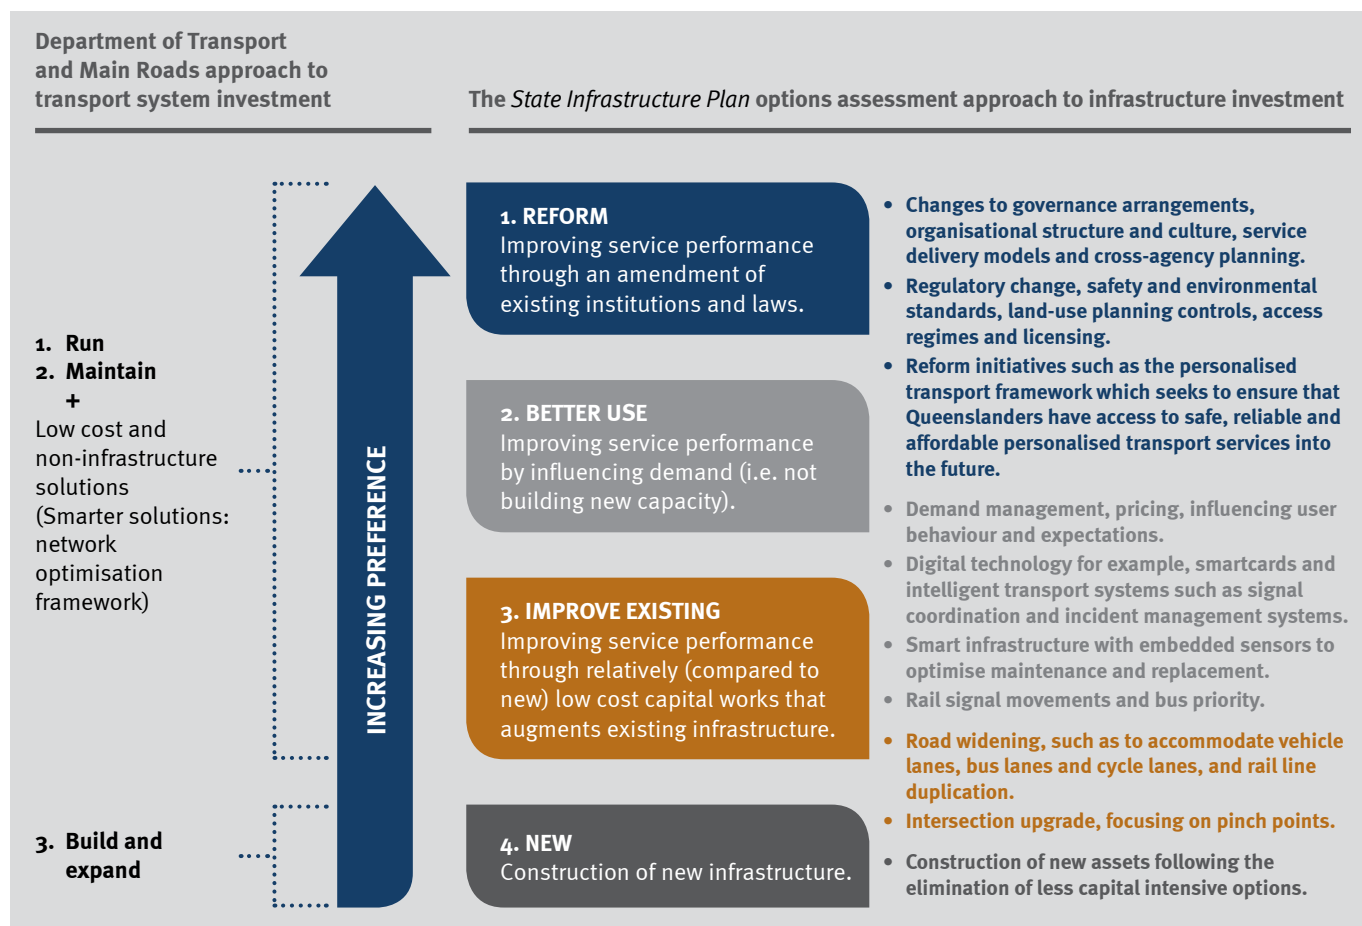 Department of Transport
and Main Roads approach to
transport system investment
The State Infrastructure Plan options assessment approach to infrastructure investment
1. Run
2. Maintain
+
Low cost and
non-infrastructure
solutions
(Smarter solutions:
network
optimisation
framework)
3. Build and
expand
INCREASING PREFERENCE
1. REFORM
Improving service performance
through an amendment of
existing institutions and laws.
• Changes to governance arrangements,
organisational structure and culture, service
delivery models and cross-agency planning.
• Regulatory change, safety and environmental
standards, land-use planning controls, access
regimes and licensing.
• Reform initiatives such as the personalised
transport framework which seeks to ensure that
Queenslanders have access to safe, reliable and
affordable personalised transport services into
the future.
2. BETTER USE
Improving service performance
by influencing demand (i.e. not
building new capacity).
• Demand management, pricing, influencing user
behaviour and expectations.
• Digital technology for example, smartcards and
intelligent transport systems such as signal
coordination and incident management systems.
• Smart infrastructure with embedded sensors to
optimise maintenance and replacement.
• Rail signal movements and bus priority.
3. IMPROVE EXISTING
Improving service performance
through relatively (compared to
new) low cost capital works that
augments existing infrastructure.
• Road widening, such as to accommodate vehicle
lanes, bus lanes and cycle lanes, and rail line
duplication.
• Intersection upgrade, focusing on pinch points.
4. NEW
Construction of new infrastructure.
• Construction of new assets following the
elimination of less capital intensive options.